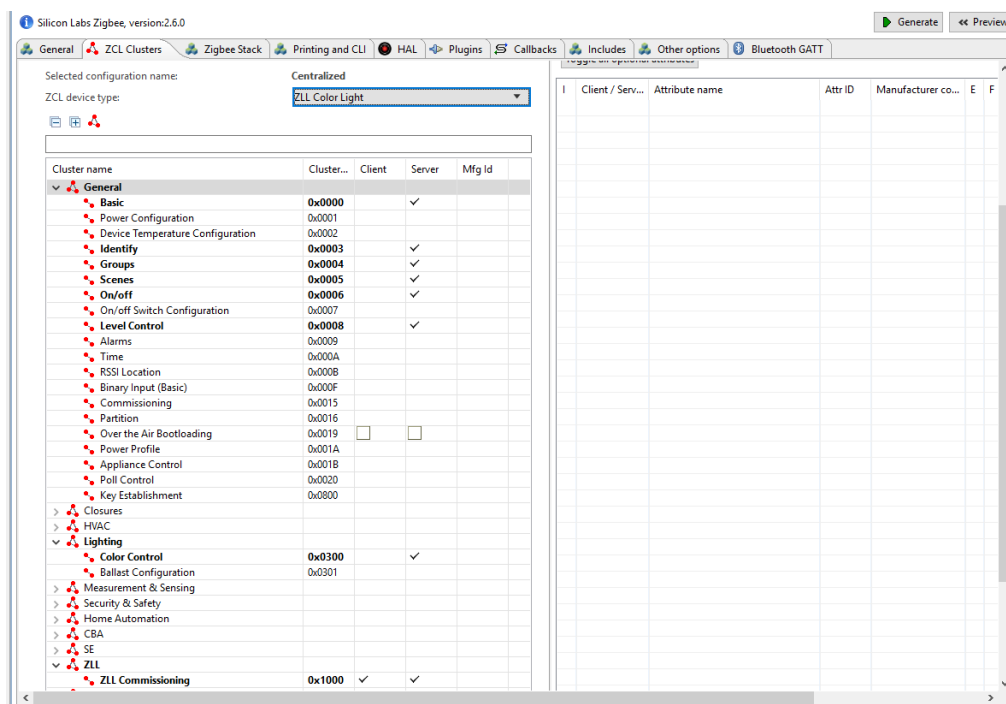 Silicon Labs Zigbee, version:2.6.0
Generate
Preview
General
ZCL Clusters
Zigbee Stack
Printing and CLI
HAL
Plugins
Callbacks
Includes
Other options
Bluetooth GATT
Selected configuration name: Centralized
ZCL device type: ZLL Color Light
Toggle all optional attributes
I Client / Serv... Attribute name Attr ID Manufacturer co... E F
Cluster name Cluster... Client Server Mfg Id
General
Basic 0x0000
Power Configuration 0x0001
Device Temperature Configuration 0x0002
Identify 0x0003
Groups 0x0004
Scenes 0x0005
On/off 0x0006
On/off Switch Configuration 0x0007
Level Control 0x0008
Alarms 0x0009
Time 0x000A
RSSI Location 0x000B
Binary Input (Basic) 0x000F
Commissioning 0x0015
Partition 0x0016
Over the Air Bootloading 0x0019
Power Profile 0x001A
Appliance Control 0x001B
Poll Control 0x0020
Key Establishment 0x0800
Closures
HVAC
Lighting
Color Control 0x0300
Ballast Configuration 0x0301
Measurement & Sensing
Security & Safety
Home Automation
CBA
SE
ZLL
ZLL Commissioning 0x1000